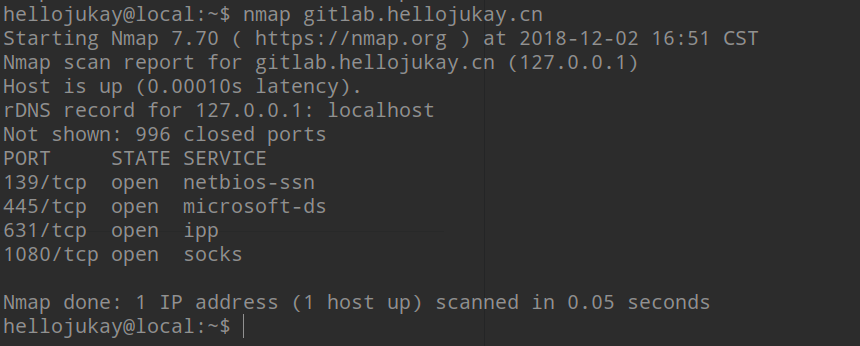 hellojukay@local:~$ nmap gitlab.hellojukay.cn
Starting Nmap 7.70 ( https://nmap.org ) at 2018-12-02 16:51 CST
Nmap scan report for gitlab.hellojukay.cn (127.0.0.1)
Host is up (0.00010s latency).
rDNS record for 127.0.0.1: localhost
Not shown: 996 closed ports
PORT     STATE SERVICE
139/tcp  open  netbios-ssn
445/tcp  open  microsoft-ds
631/tcp  open  ipp
1080/tcp open  socks
Nmap done: 1 IP address (1 host up) scanned in 0.05 seconds
hellojukay@local:~$